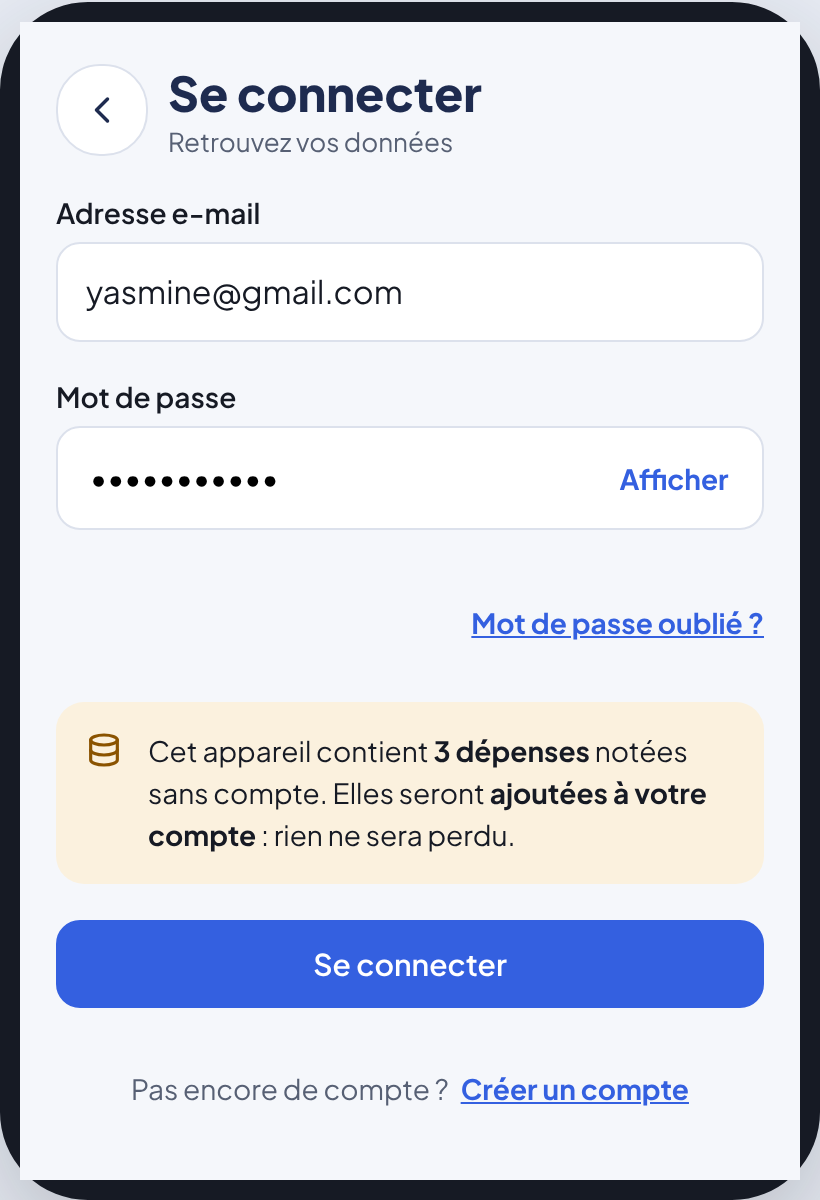 Se connecter
Retrouvez vos données
Adresse e-mail
yasmine@gmail.com
Mot de passe
•••••••••••
Afficher
Mot de passe oublié ?
Cet appareil contient 3 dépenses notées
sans compte. Elles seront ajoutées à votre
compte : rien ne sera perdu.
Se connecter
Pas encore de compte ? Créer un compte